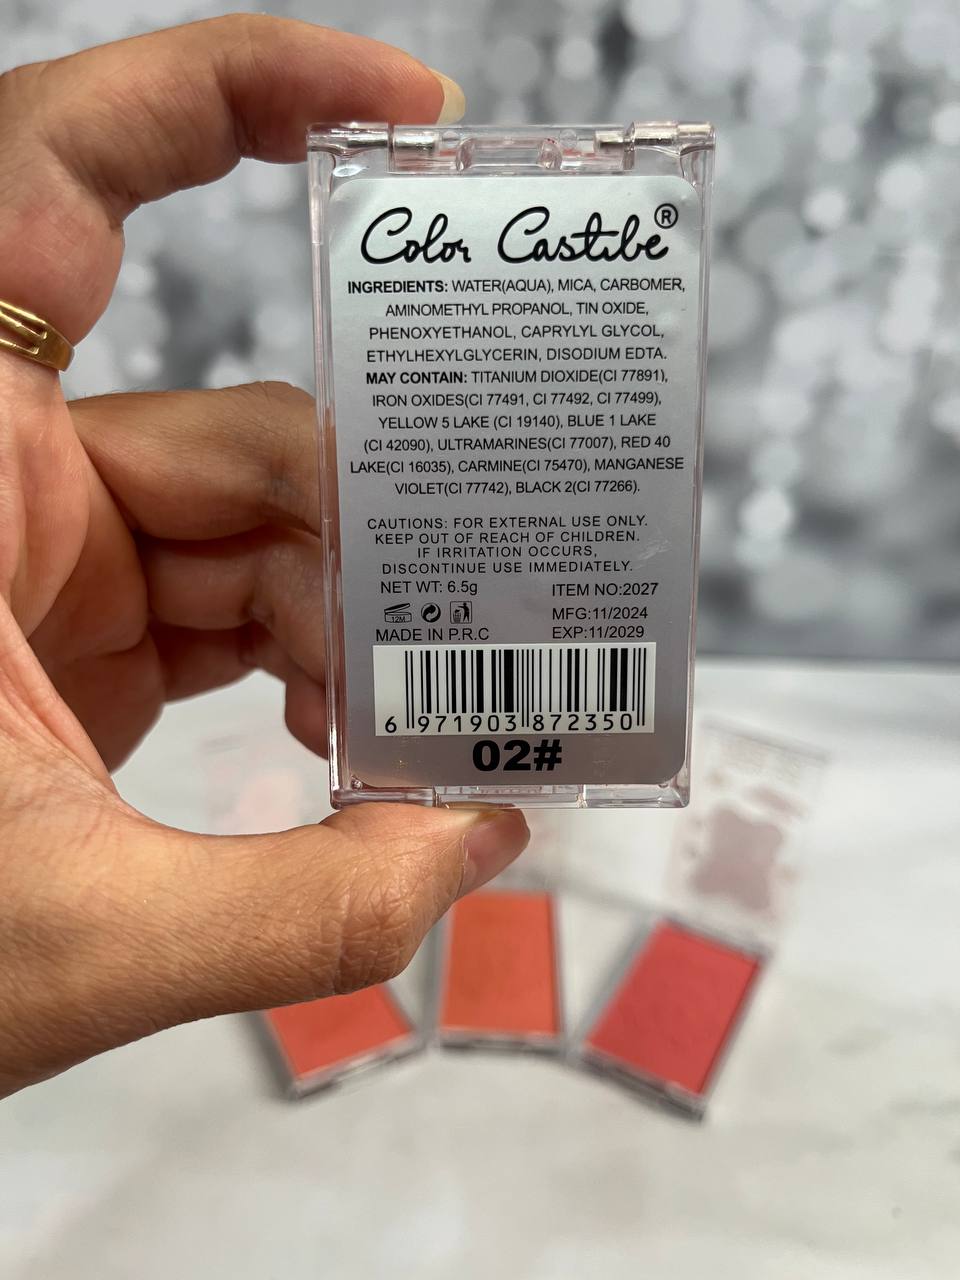 Color Castibe®
INGREDIENTS: WATER(AQUA), MICA, CARBOMER,
AMINOMETHYL PROPANOL, TIN OXIDE,
PHENOXYETHANOL, CAPRYLYL GLYCOL,
ETHYLHEXYLGLYCERIN, DISODIUM EDTA.
MAY CONTAIN: TITANIUM DIOXIDE(CI 77891),
IRON OXIDES(CI 77491, CI 77492, CI 77499),
YELLOW 5 LAKE (CI 19140), BLUE 1 LAKE
(CI 42090), ULTRAMARINES(CI 77007), RED 40
LAKE(CI 16035), CARMINE(CI 75470), MANGANESE
VIOLET(CI 77742), BLACK 2(CI 77266).
CAUTIONS: FOR EXTERNAL USE ONLY.
KEEP OUT OF REACH OF CHILDREN.
IF IRRITATION OCCURS,
DISCONTINUE USE IMMEDIATELY.
NET WT: 6.5g ITEM NO:2027
12M MFG:11/2024
MADE IN P.R.C EXP:11/2029
6 971903 872350
02#